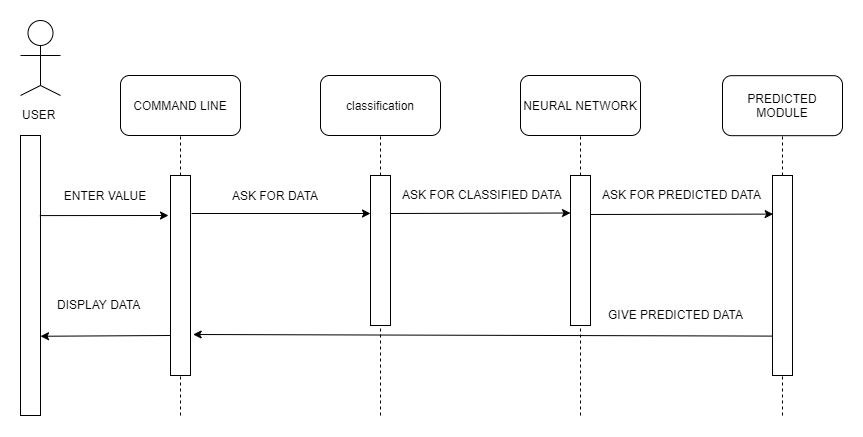 USER
COMMAND LINE
classification
NEURAL NETWORK
PREDICTED
MODULE
ENTER VALUE
ASK FOR DATA
ASK FOR CLASSIFIED DATA
ASK FOR PREDICTED DATA
DISPLAY DATA
GIVE PREDICTED DATA